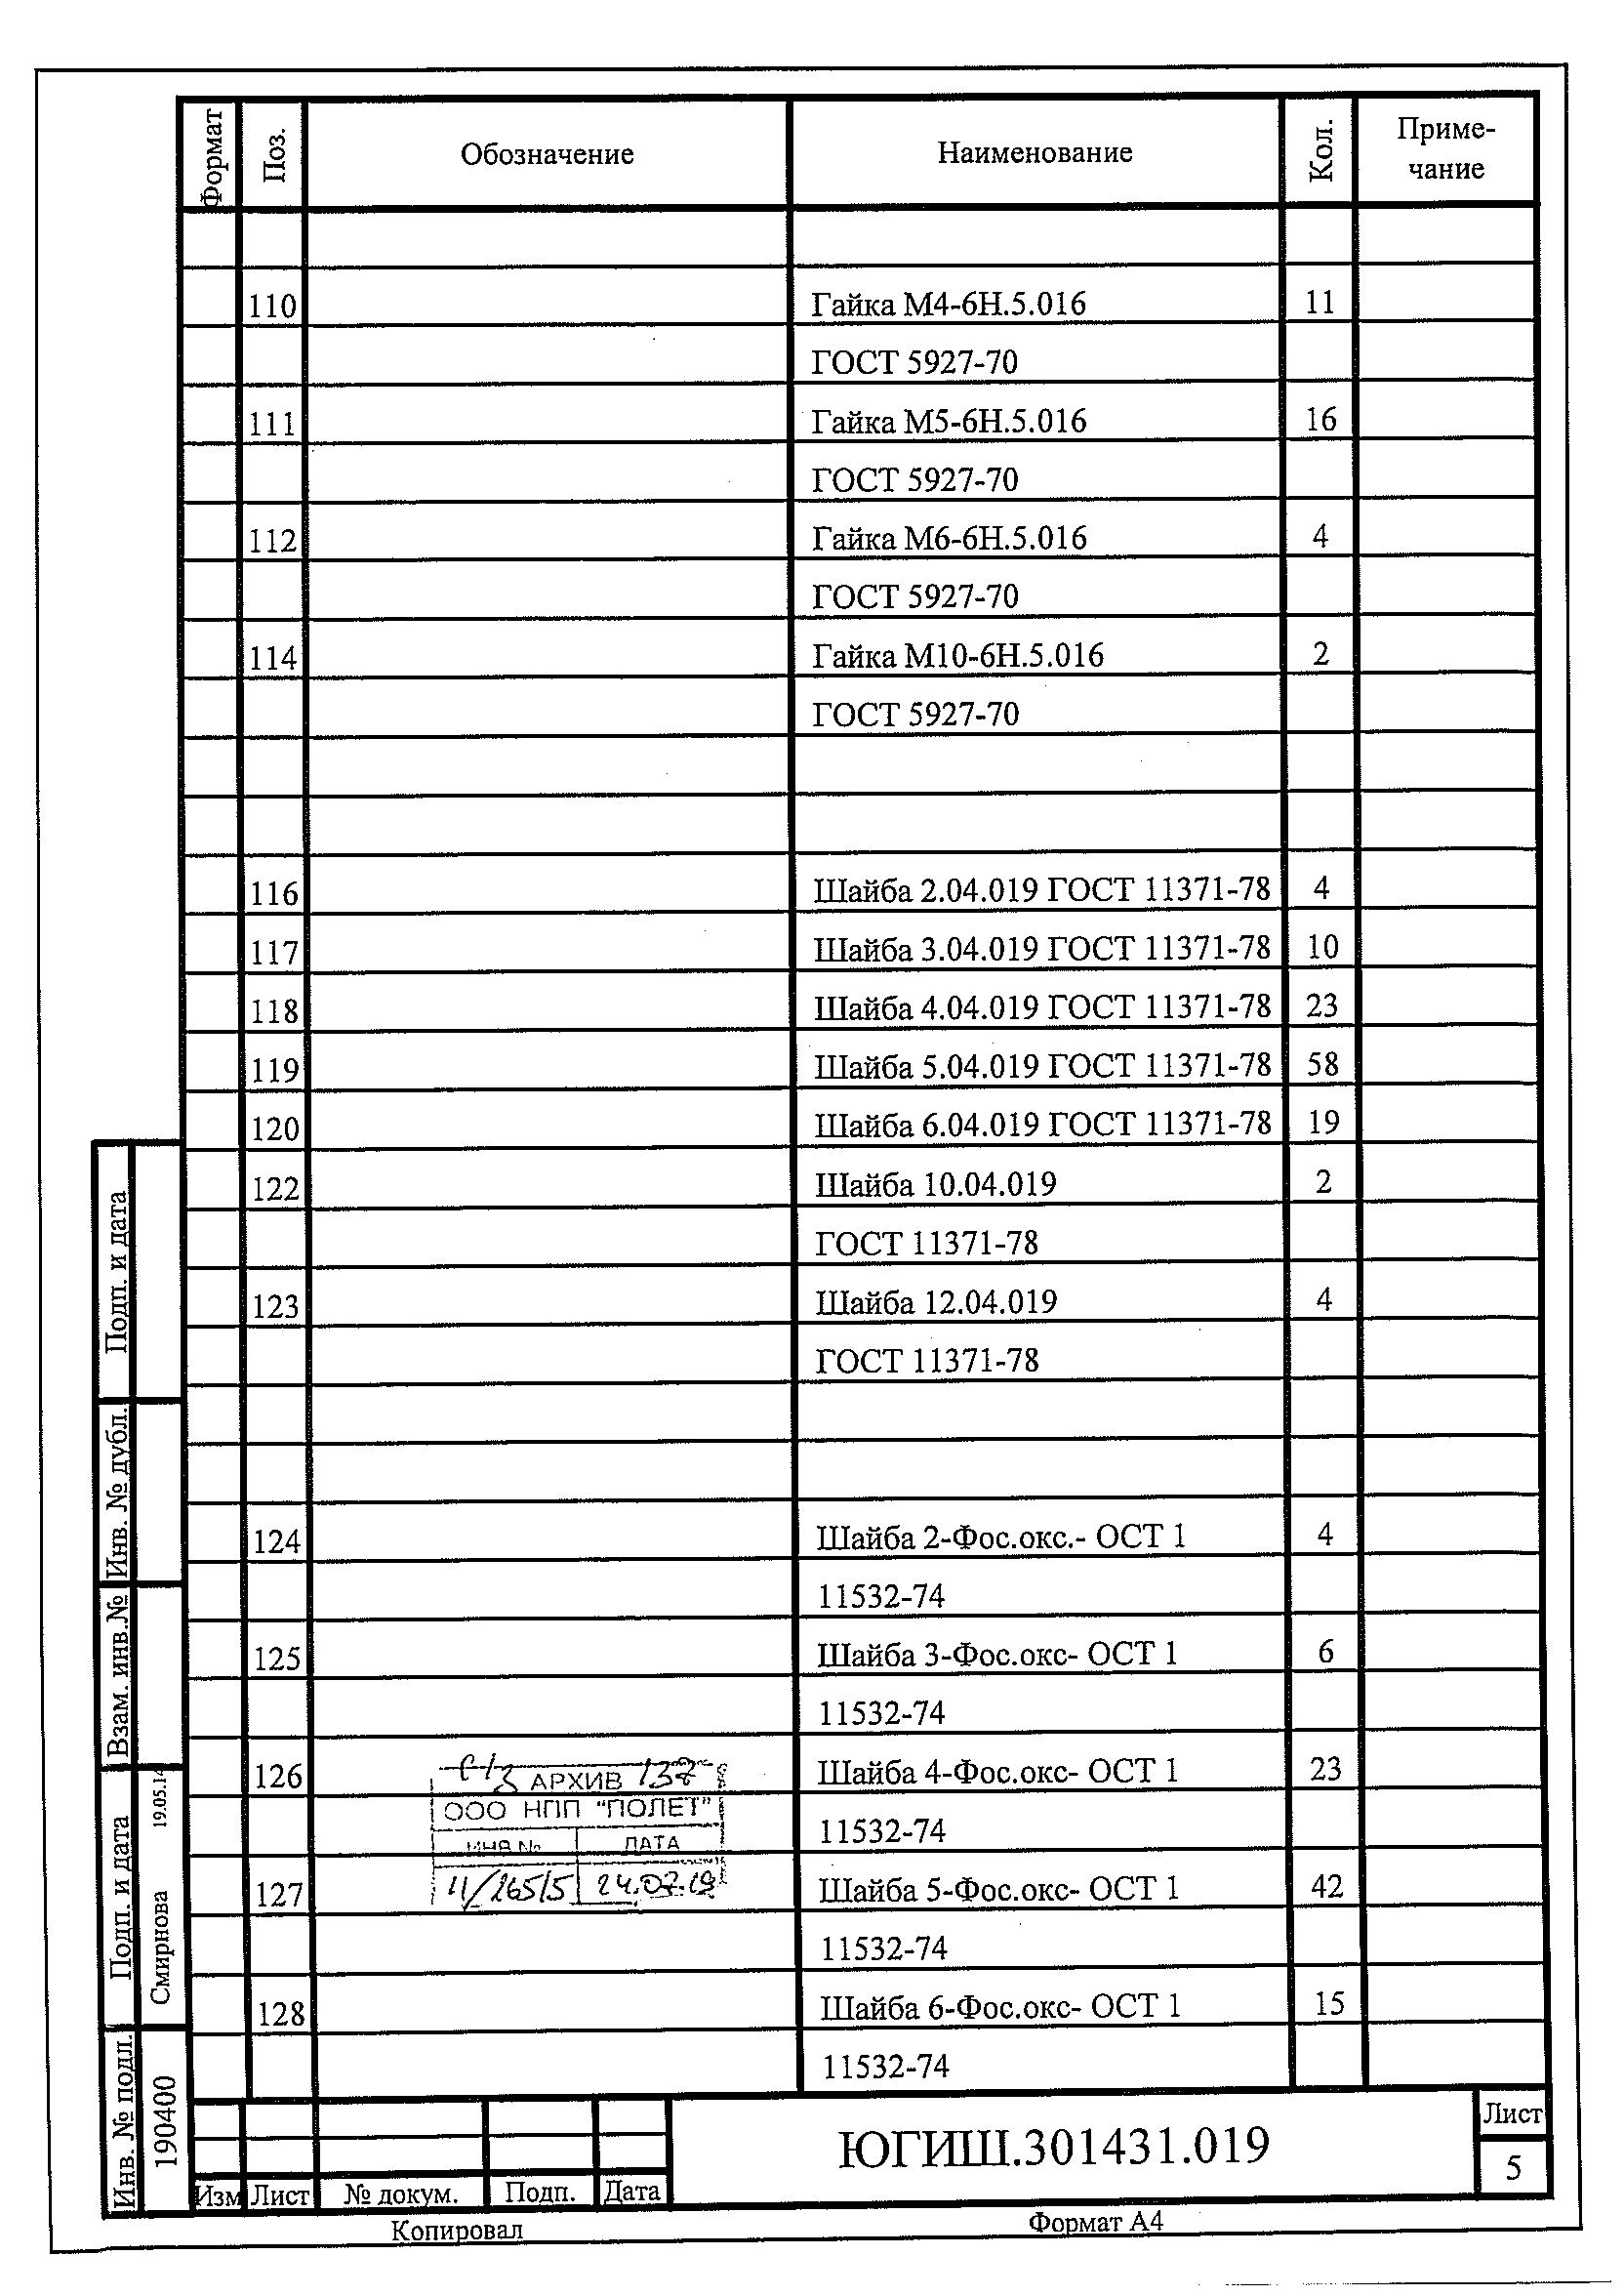 Формат Поз. Обозначение Наименование Кол. Приме-
чание
110 Гайка М4-6Н.5.016 11
ГОСТ 5927-70
111 Гайка М5-6Н.5.016 16
ГОСТ 5927-70
112 Гайка М6-6Н.5.016 4
ГОСТ 5927-70
114 Гайка М10-6Н.5.016 2
ГОСТ 5927-70
116 Шайба 2.04.019 ГОСТ 11371-78 4
117 Шайба 3.04.019 ГОСТ 11371-78 10
118 Шайба 4.04.019 ГОСТ 11371-78 23
119 Шайба 5.04.019 ГОСТ 11371-78 58
120 Шайба 6.04.019 ГОСТ 11371-78 19
122 Шайба 10.04.019 2
ГОСТ 11371-78
123 Шайба 12.04.019 4
ГОСТ 11371-78
124 Шайба 2-Фос.окс.- ОСТ 1 4
11532-74
125 Шайба 3-Фос.окс- ОСТ 1 6
11532-74
126 Шайба 4-Фос.окс- ОСТ 1 23
11532-74
127 Шайба 5-Фос.окс- ОСТ 1 42
11532-74
128 Шайба 6-Фос.окс- ОСТ 1 15
11532-74
АРХИВ 137
ООО НПП "ПОЛЕТ"
ИНВ № ДАТА
24.07.19
Подп. и дата
Инв. № дубл.
Взам. инв.№
Подп. и дата
Смирнова 19.05.14
Инв. № подл.
190400
Изм Лист № докум. Подп. Дата
ЮГИШ.301431.019
Лист
5
Копировал Формат А4